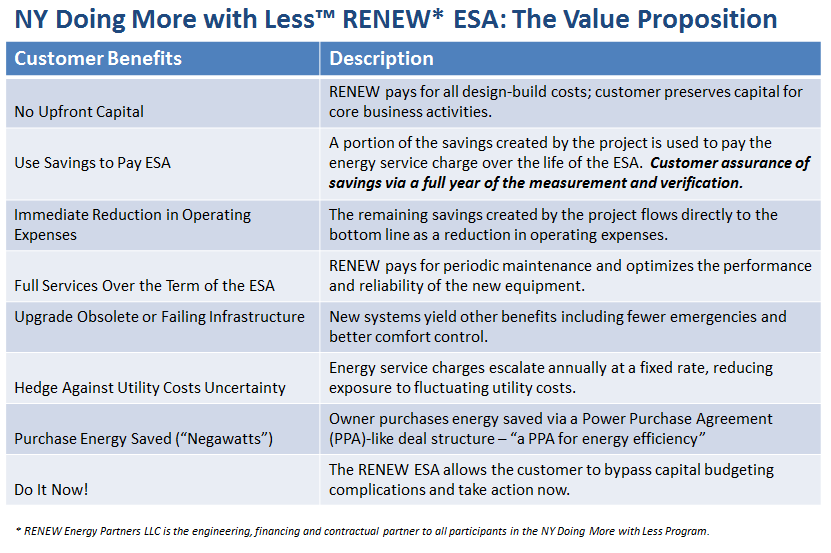 NY Doing More with Less™ RENEW* ESA: The Value Proposition
Customer Benefits
Description
No Upfront Capital
RENEW pays for all design-build costs; customer preserves capital for
core business activities.
Use Savings to Pay ESA
A portion of the savings created by the project is used to pay the
energy service charge over the life of the ESA. Customer assurance of
savings via a full year of the measurement and verification.
Immediate Reduction in Operating
Expenses
The remaining savings created by the project flows directly to the
bottom line as a reduction in operating expenses.
Full Services Over the Term of the ESA
RENEW pays for periodic maintenance and optimizes the performance
and reliability of the new equipment.
Upgrade Obsolete or Failing Infrastructure
New systems yield other benefits including fewer emergencies and
better comfort control.
Hedge Against Utility Costs Uncertainty
Energy service charges escalate annually at a fixed rate, reducing
exposure to fluctuating utility costs.
Purchase Energy Saved (“Negawatts”)
Owner purchases energy saved via a Power Purchase Agreement
(PPA)-like deal structure – “a PPA for energy efficiency”
Do It Now!
The RENEW ESA allows the customer to bypass capital budgeting
complications and take action now.
* RENEW Energy Partners LLC is the engineering, financing and contractual partner to all participants in the NY Doing More with Less Program.